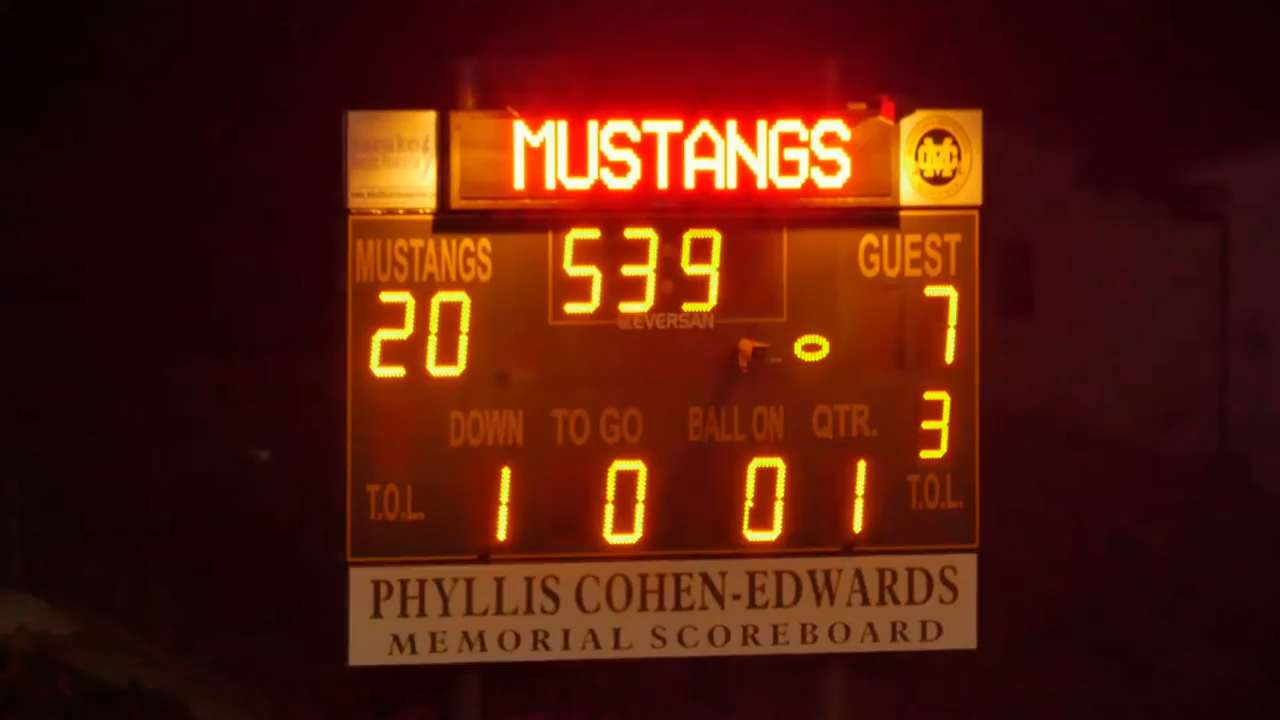 MUSTANGS
MUSTANGS 539 GUEST
EVERSAN
20 7
3
DOWN TO GO BALL ON QTR.
T.O.L. 1 0 0 1 T.O.L.
PHYLLIS COHEN-EDWARDS
MEMORIAL SCOREBOARD